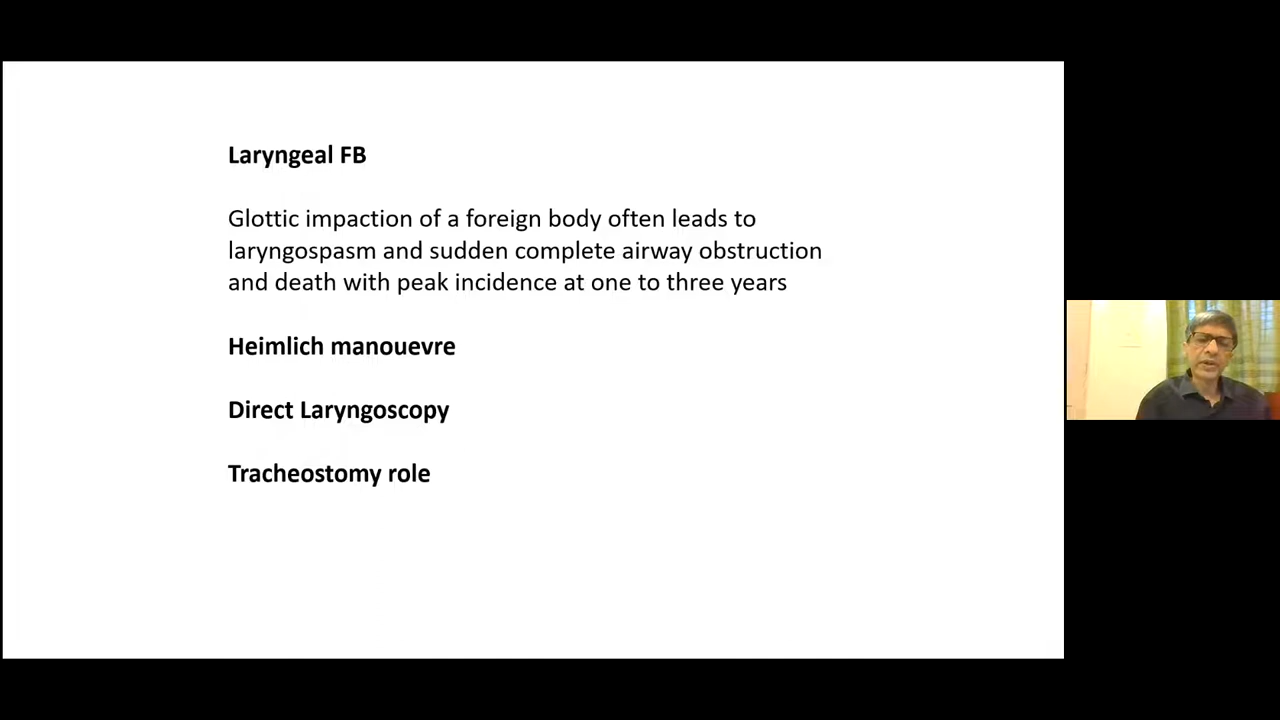 Laryngeal FB
Glottic impaction of a foreign body often leads to
laryngospasm and sudden complete airway obstruction
and death with peak incidence at one to three years
Heimlich manouevre
Direct Laryngoscopy
Tracheostomy role